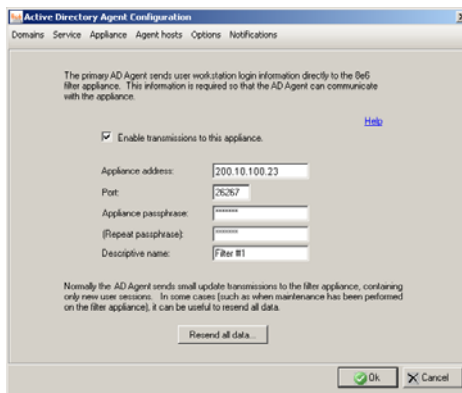 Active Directory Agent Configuration
Domains Service Appliance Agent hosts Options Notifications
The primary AD Agent sends user workstation login information directly to the 8e6
filter appliance. This information is required so that the AD Agent can communicate
with the appliance.
Help
Enable transmissions to this appliance.
Appliance address: 200.10.100.23
Port: 26267
Appliance passphrase: *******
(Repeat passphrase): *******
Descriptive name: Filter #1
Normally the AD Agent sends small update transmissions to the filter appliance, containing
only new user sessions. In some cases (such as when maintenance has been performed
on the filter appliance), it can be useful to resend all data.
Resend all data...
Ok Cancel